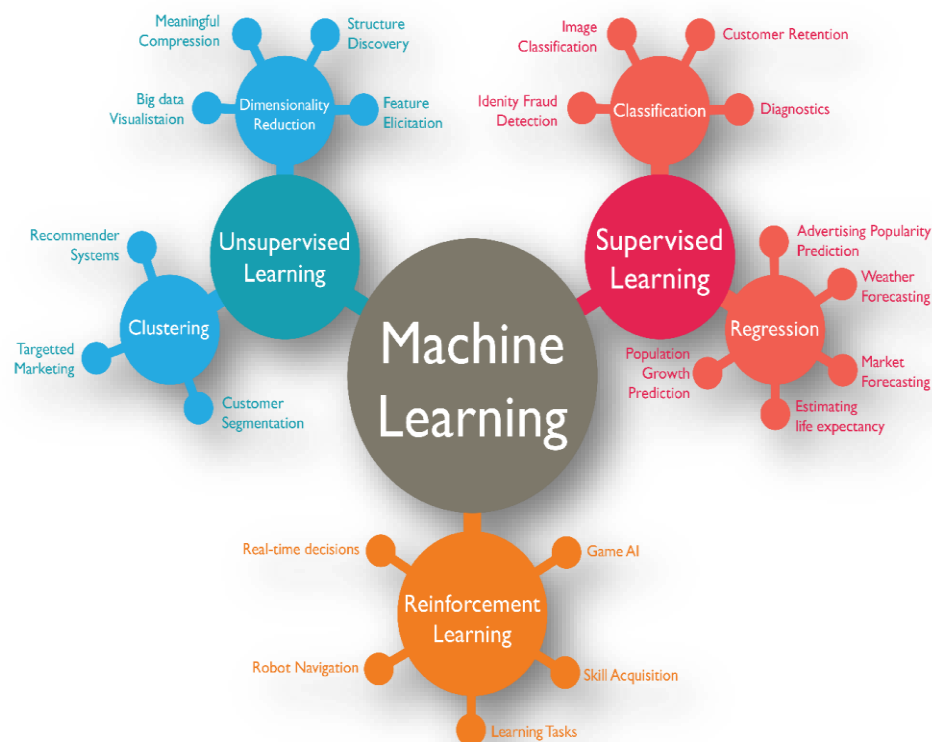 Meaningful
Compression
Structure
Discovery
Big data
Visualistaion
Dimensionality
Reduction
Feature
Elicitation
Image
Classification
Customer Retention
Idenity Fraud
Detection
Classification
Diagnostics
Unsupervised
Learning
Supervised
Learning
Recommender
Systems
Clustering
Targetted
Marketing
Customer
Segmentation
Advertising Popularity
Prediction
Weather
Forecasting
Regression
Population
Growth
Prediction
Market
Forecasting
Estimating
life expectancy
Machine
Learning
Real-time decisions
Game AI
Reinforcement
Learning
Robot Navigation
Skill Acquisition
Learning Tasks